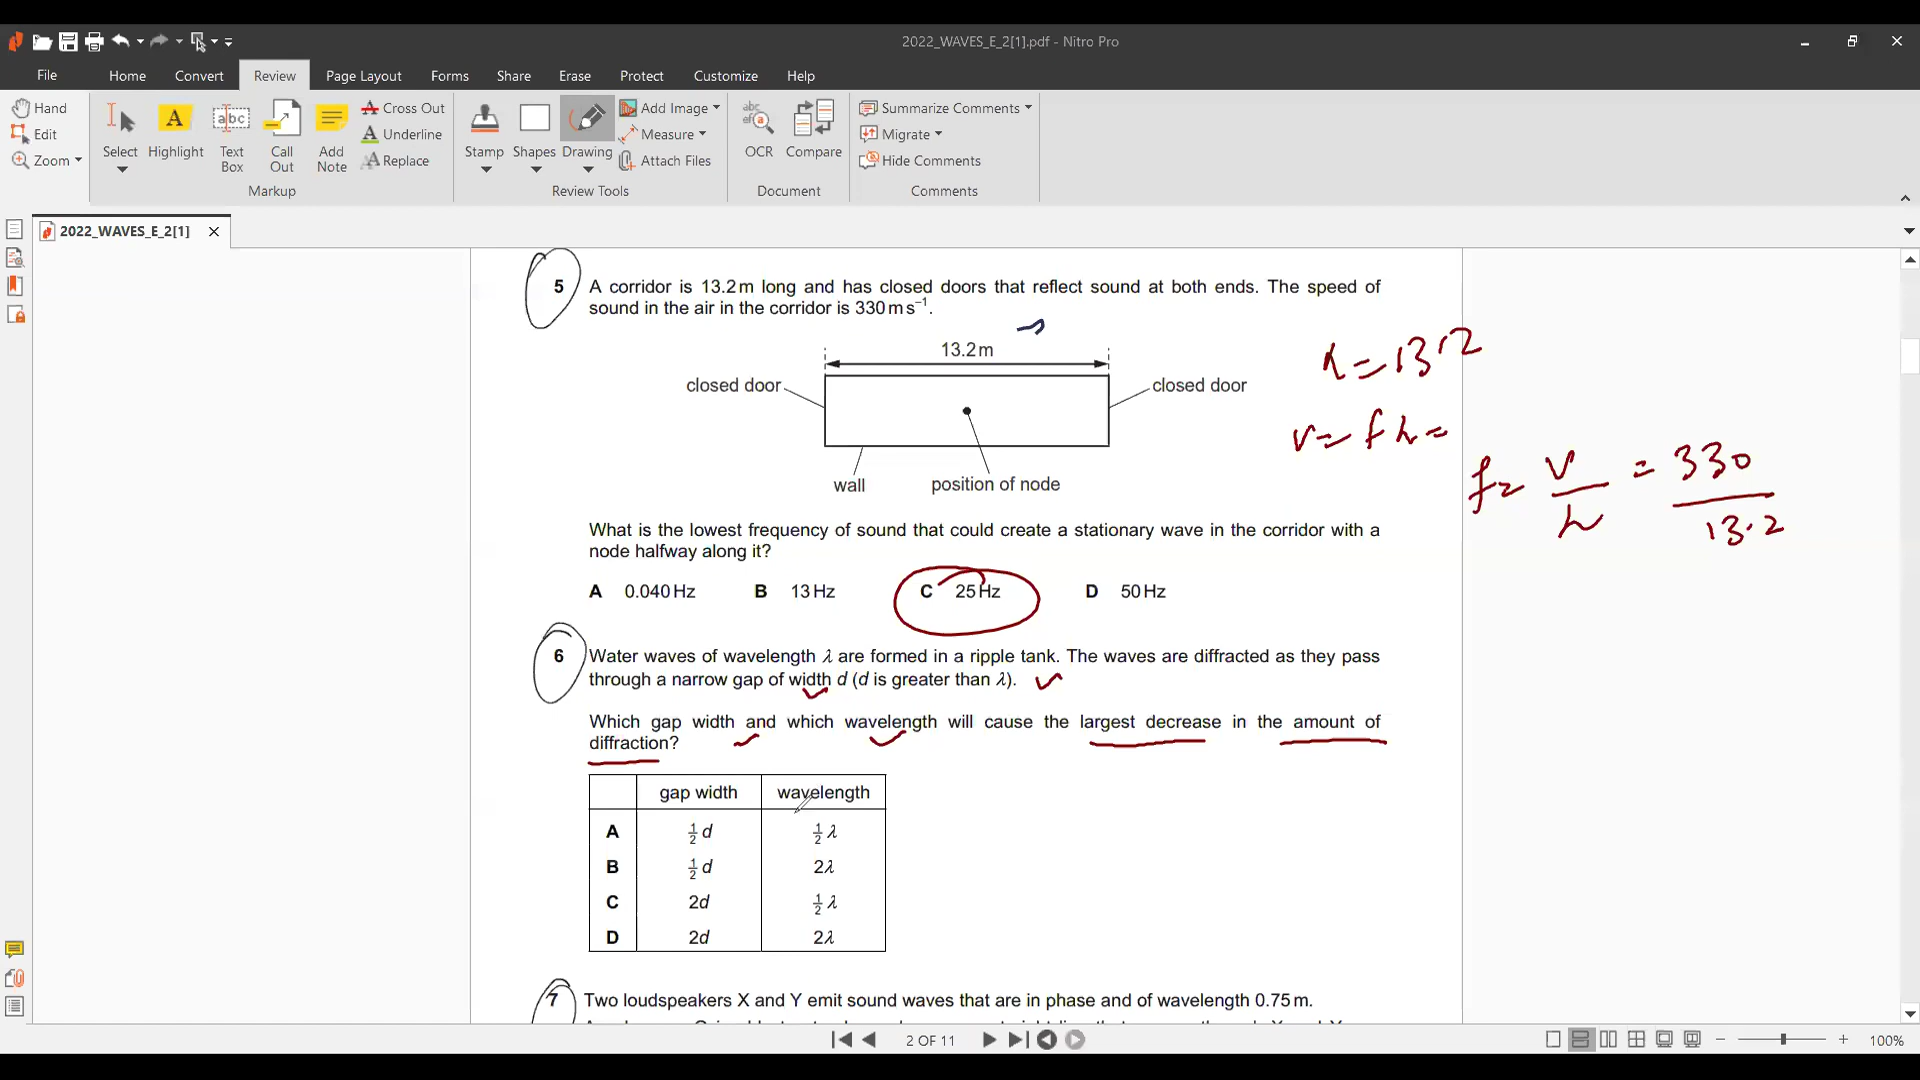 2022_WAVES_E_2[1].pdf - Nitro Pro
File Home Convert Review Page Layout Forms Share Erase Protect Customize Help
Hand
Edit
Zoom
Select
Highlight
Text Box
Call Out
Add Note
Cross Out
Underline
Replace
Markup
Stamp
Shapes
Drawing
Add Image
Measure
Attach Files
Review Tools
OCR
Compare
Document
Summarize Comments
Migrate
Hide Comments
Comments
2022_WAVES_E_2[1]
5 A corridor is 13.2 m long and has closed doors that reflect sound at both ends. The speed of
sound in the air in the corridor is 330 m s⁻¹.
13.2 m
closed door
closed door
wall
position of node
λ = 13.2
v = f λ =
f = v/λ = 330/13.2
What is the lowest frequency of sound that could create a stationary wave in the corridor with a
node halfway along it?
A 0.040 Hz B 13 Hz C 25 Hz D 50 Hz
6 Water waves of wavelength λ are formed in a ripple tank. The waves are diffracted as they pass
through a narrow gap of width d (d is greater than λ).
Which gap width and which wavelength will cause the largest decrease in the amount of
diffraction?
gap width wavelength
A ½ d ½ λ
B ½ d 2λ
C 2d ½ λ
D 2d 2λ
7 Two loudspeakers X and Y emit sound waves that are in phase and of wavelength 0.75 m.
2 OF 11
100%